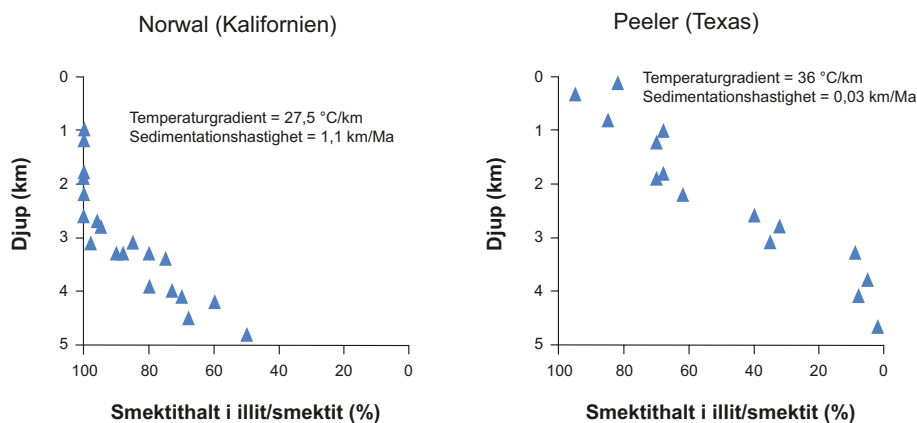 Norwal (Kalifornien)
Temperaturgradient = 27,5 °C/km
Sedimentationshastighet = 1,1 km/Ma
Djup (km)
0
1
2
3
4
5
100 80 60 40 20 0
Smektithalt i illit/smektit (%)
Peeler (Texas)
Temperaturgradient = 36 °C/km
Sedimentationshastighet = 0,03 km/Ma
Djup (km)
0
1
2
3
4
5
100 80 60 40 20 0
Smektithalt i illit/smektit (%)